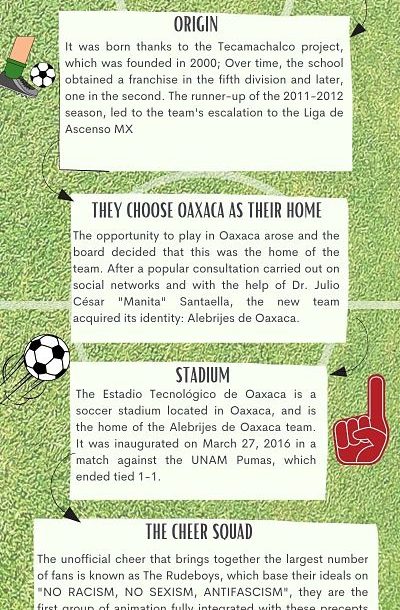 ORIGIN
It was born thanks to the Tecamachalco project,
which was founded in 2000; Over time, the school
obtained a franchise in the fifth division and later,
one in the second. The runner-up of the 2011-2012
season, led to the team's escalation to the Liga de
Ascenso MX
THEY CHOOSE OAXACA AS THEIR HOME
The opportunity to play in Oaxaca arose and the
board decided that this was the home of the
team. After a popular consultation carried out on
social networks and with the help of Dr. Julio
César "Manita" Santaella, the new team
acquired its identity: Alebrijes de Oaxaca.
STADIUM
The Estadio Tecnológico de Oaxaca is a
soccer stadium located in Oaxaca, and is
the home of the Alebrijes de Oaxaca team.
It was inaugurated on March 27, 2016 in a
match against the UNAM Pumas, which
ended tied 1-1.
THE CHEER SQUAD
The unofficial cheer that brings together the largest number
of fans is known as The Rudeboys, which base their ideals on
"NO RACISM, NO SEXISM, ANTIFASCISM", they are the
first group of animation fully integrated with these precepts